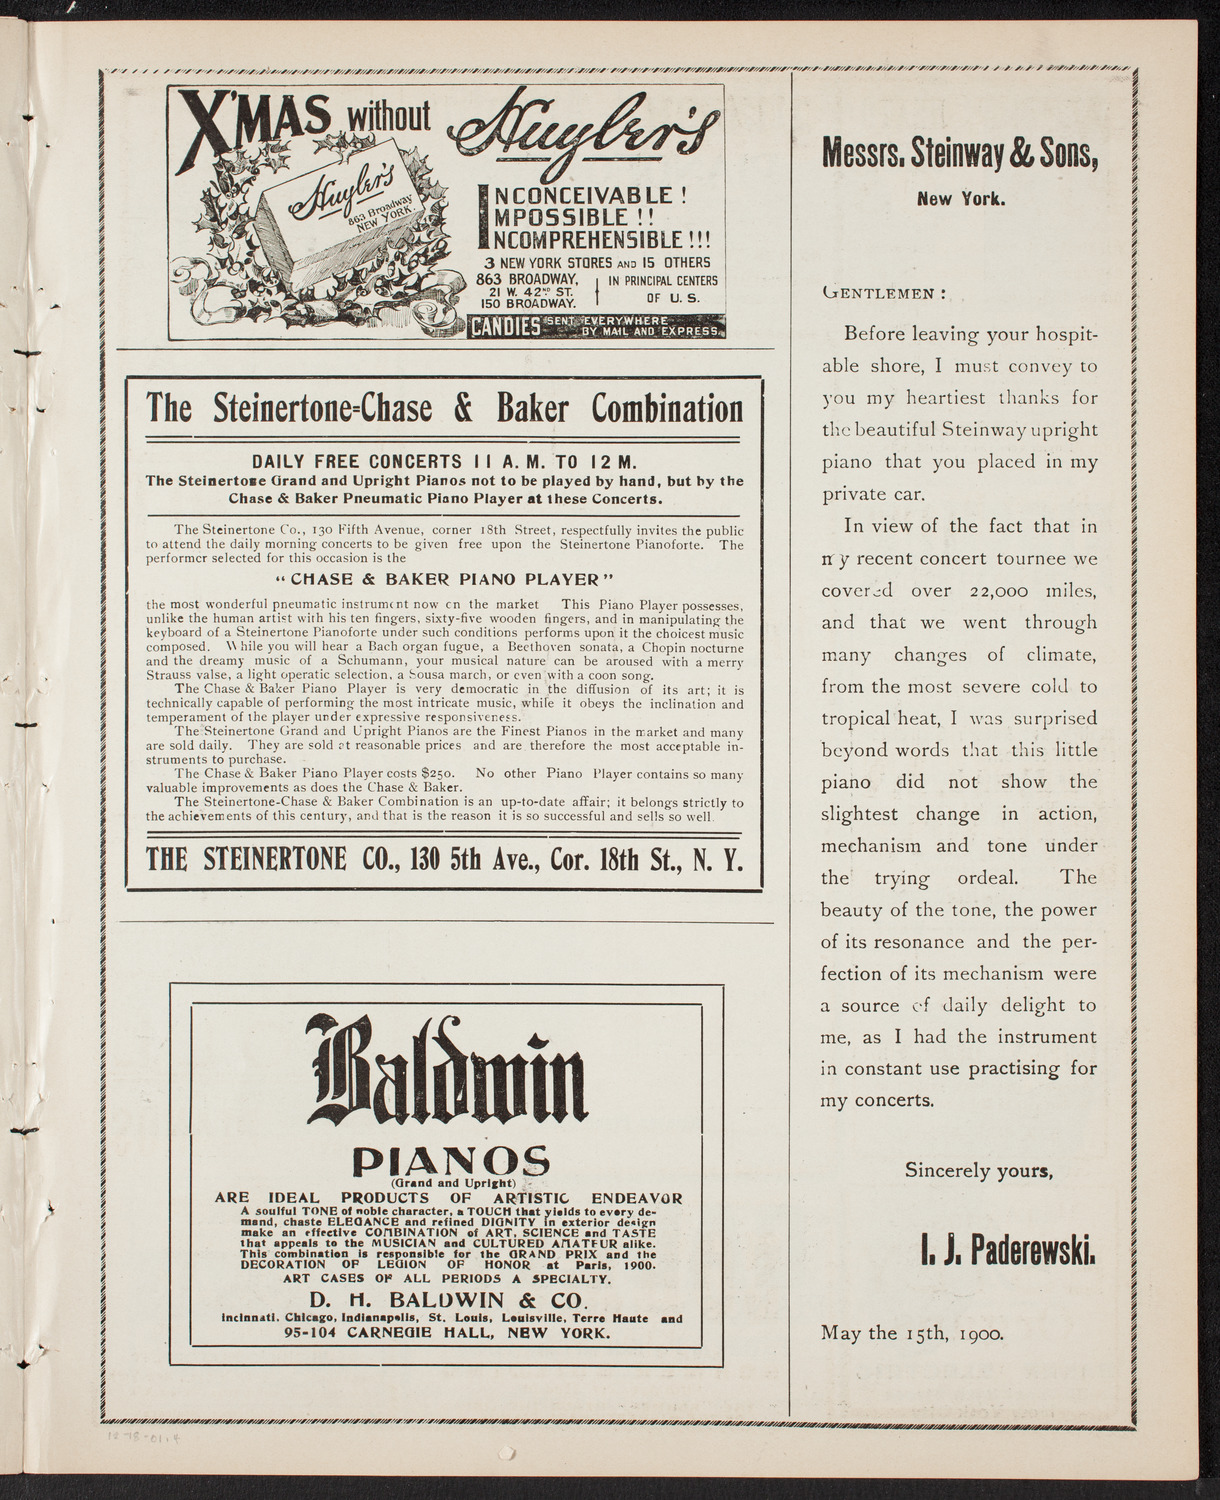 X'MAS without Huyler's
Huyler's
863 Broadway
NEW YORK.
INCONCEIVABLE!
IMPOSSIBLE!!
INCOMPREHENSIBLE!!!
3 NEW YORK STORES AND 15 OTHERS
863 BROADWAY,
21 W. 42ND ST.
150 BROADWAY.
IN PRINCIPAL CENTERS
OF U. S.
CANDIES SENT EVERYWHERE
BY MAIL AND EXPRESS.
The Steinertone=Chase & Baker Combination
DAILY FREE CONCERTS 11 A. M. TO 12 M.
The Steinertone Grand and Upright Pianos not to be played by hand, but by the
Chase & Baker Pneumatic Piano Player at these Concerts.
The Steinertone Co., 130 Fifth Avenue, corner 18th Street, respectfully invites the public
to attend the daily morning concerts to be given free upon the Steinertone Pianoforte. The
performer selected for this occasion is the
"CHASE & BAKER PIANO PLAYER"
the most wonderful pneumatic instrument now on the market This Piano Player possesses,
unlike the human artist with his ten fingers, sixty-five wooden fingers, and in manipulating the
keyboard of a Steinertone Pianoforte under such conditions performs upon it the choicest music
composed. While you will hear a Bach organ fugue, a Beethoven sonata, a Chopin nocturne
and the dreamy music of a Schumann, your musical nature can be aroused with a merry
Strauss valse, a light operatic selection, a Sousa march, or even with a coon song.
The Chase & Baker Piano Player is very democratic in the diffusion of its art; it is
technically capable of performing the most intricate music, while it obeys the inclination and
temperament of the player under expressive responsiveness.
The Steinertone Grand and Upright Pianos are the Finest Pianos in the market and many
are sold daily. They are sold at reasonable prices and are therefore the most acceptable in-
struments to purchase.
The Chase & Baker Piano Player costs $250. No other Piano Player contains so many
valuable improvements as does the Chase & Baker.
The Steinertone-Chase & Baker Combination is an up-to-date affair; it belongs strictly to
the achievements of this century, and that is the reason it is so successful and sells so well.
THE STEINERTONE CO., 130 5th Ave., Cor. 18th St., N. Y.
Baldwin
PIANOS
(Grand and Upright)
ARE IDEAL PRODUCTS OF ARTISTIC ENDEAVOR
A soulful TONE of noble character, a TOUCH that yields to every de-
mand, chaste ELEGANCE and refined DIGNITY in exterior design
make an effective COMBINATION of ART, SCIENCE and TASTE
that appeals to the MUSICIAN and CULTURED AMATEUR alike.
This combination is responsible for the GRAND PRIX and the
DECORATION OF LEGION OF HONOR at Paris, 1900.
ART CASES OF ALL PERIODS A SPECIALTY.
D. H. BALDWIN & CO.
incinnati, Chicago, Indianapolis, St. Louis, Louisville, Terre Haute and
95-104 CARNEGIE HALL, NEW YORK.
Messrs. Steinway & Sons,
New York.
GENTLEMEN:
Before leaving your hospit-
able shore, I must convey to
you my heartiest thanks for
the beautiful Steinway upright
piano that you placed in my
private car.
In view of the fact that in
my recent concert tournee we
covered over 22,000 miles,
and that we went through
many changes of climate,
from the most severe cold to
tropical heat, I was surprised
beyond words that this little
piano did not show the
slightest change in action,
mechanism and tone under
the trying ordeal. The
beauty of the tone, the power
of its resonance and the per-
fection of its mechanism were
a source of daily delight to
me, as I had the instrument
in constant use practising for
my concerts.
Sincerely yours,
I. J. Paderewski.
May the 15th, 1900.
12-18-01.4